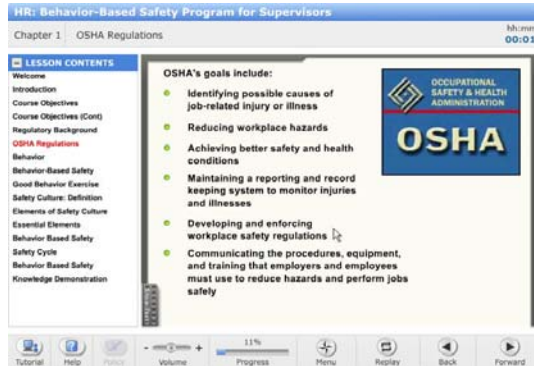 HR: Behavior-Based Safety Program for Supervisors
Chapter 1 OSHA Regulations
hh:mm
00:01
LESSON CONTENTS
Welcome
Introduction
Course Objectives
Course Objectives (Cont)
Regulatory Background
OSHA Regulations
Behavior
Behavior-Based Safety
Good Behavior Exercise
Safety Culture: Definition
Elements of Safety Culture
Essential Elements
Behavior Based Safety
Safety Cycle
Behavior Based Safety
Knowledge Demonstration
OSHA's goals include:
Identifying possible causes of
job-related injury or illness
Reducing workplace hazards
Achieving better safety and health
conditions
Maintaining a reporting and record
keeping system to monitor injuries
and illnesses
Developing and enforcing
workplace safety regulations
Communicating the procedures, equipment,
and training that employers and employees
must use to reduce hazards and perform jobs
safely
OCCUPATIONAL
SAFETY & HEALTH
ADMINISTRATION
OSHA
11%
Tutorial Help Policy - Volume + Progress Menu Replay Back Forward